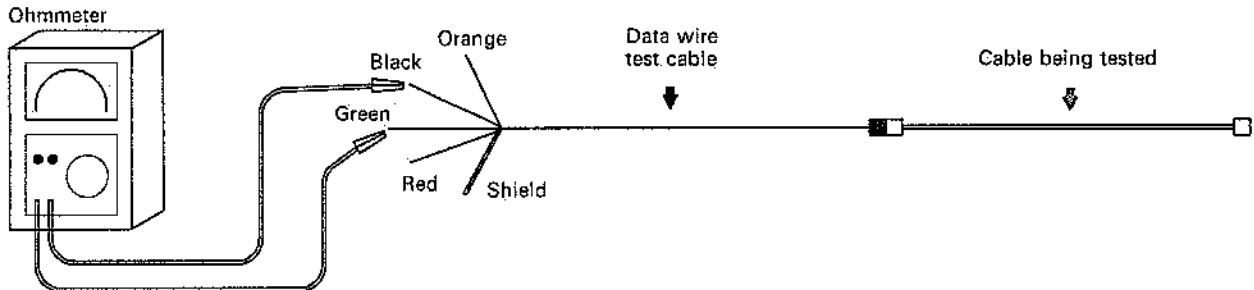 Ohmmeter
Orange
Black
Green
Red
Shield
Data wire
test cable
Cable being tested